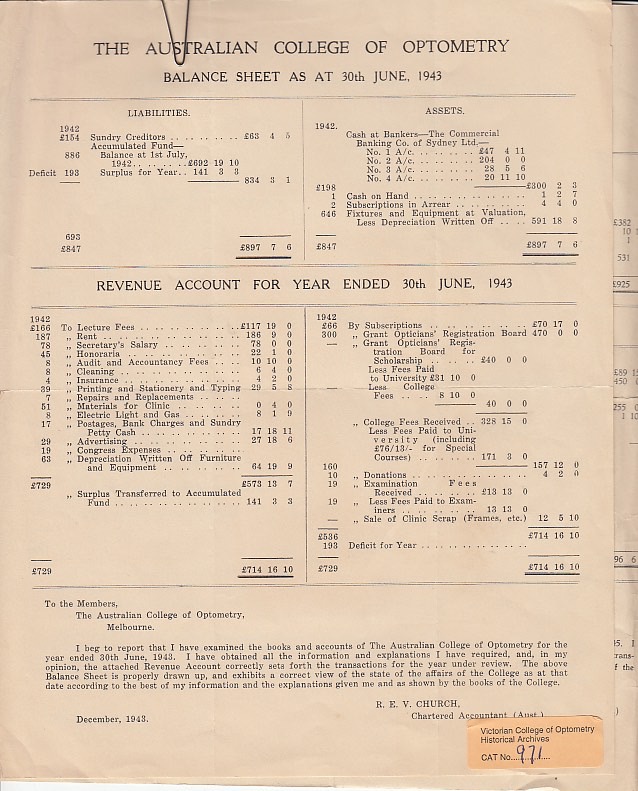 THE AUSTRALIAN COLLEGE OF OPTOMETRY
BALANCE SHEET AS AT 30th JUNE, 1943
LIABILITIES.
1942
£154 Sundry Creditors . . . . . . . . . £63 4 5
Accumulated Fund—
886 Balance at 1st July,
1942. . . . . . £692 19 10
Deficit 193 Surplus for Year . . 141 3 3
834 3 1
693
£847 £897 7 6
ASSETS.
1942.
Cash at Bankers—The Commercial
Banking Co. of Sydney Ltd.—
No. 1 A/c. . . . . . . £47 4 11
No. 2 A/c. . . . . . . 204 0 0
No. 3 A/c. . . . . . . 28 5 6
No. 4 A/c. . . . . . . 20 11 10
£198 £300 2 3
1 Cash on Hand . . . . . . . . . . 1 2 7
2 Subscriptions in Arrear . . . . . . 4 4 0
646 Fixtures and Equipment at Valuation,
Less Depreciation Written Off . . . 591 18 8
£847 £897 7 6
REVENUE ACCOUNT FOR YEAR ENDED 30th JUNE, 1943
1942
£166 To Lecture Fees . . . . . . . . . . £117 19 0
187 „ Rent . . . . . . . . . . . . 186 9 0
78 „ Secretary's Salary . . . . . . . 78 0 0
45 „ Honoraria . . . . . . . . . . 22 1 0
8 „ Audit and Accountancy Fees . . . 10 10 0
8 „ Cleaning . . . . . . . . . . 6 4 0
4 „ Insurance . . . . . . . . . . 4 2 0
39 „ Printing and Stationery and Typing 29 5 8
7 „ Repairs and Replacements . . . .
51 „ Materials for Clinic . . . . . . 0 4 0
8 „ Electric Light and Gas . . . . . . 8 1 9
17 „ Postages, Bank Charges and Sundry
Petty Cash . . . . . . . . . . 17 18 11
29 „ Advertising . . . . . . . . . . 27 18 6
19 „ Congress Expenses . . . . . . .
63 „ Depreciation Written Off Furniture
and Equipment . . . . . . . . 64 19 9
£729 £573 13 7
„ Surplus Transferred to Accumulated
Fund . . . . . . . . . . . . 141 3 3
£729 £714 16 10
1942
£66 By Subscriptions . . . . . . . . . . £70 17 0
300 „ Grant Opticians' Registration Board 470 0 0
— „ Grant Opticians' Regis-
tration Board for
Scholarship . . . . . £40 0 0
Less Fees Paid
to University £31 10 0
Less College
Fees . . 8 10 0
40 0 0
„ College Fees Received . . 328 15 0
Less Fees Paid to Uni-
versity (including
£76/13/- for Special
Courses) . . . . . . . 171 3 0
160 157 12 0
10 „ Donations . . . . . . . . . . 4 2 0
19 „ Examination Fees
Received . . . . . . . £13 13 0
19 „ Less Fees Paid to Exam-
iners . . . . . . . . 13 13 0
— „ Sale of Clinic Scrap (Frames, etc.) 12 5 10
£536 £714 16 10
193 Deficit for Year . . . . . . . . . . .
£729 £714 16 10
To the Members,
The Australian College of Optometry,
Melbourne.
I beg to report that I have examined the books and accounts of The Australian College of Optometry for the
year ended 30th June, 1943. I have obtained all the information and explanations I have required, and, in my
opinion, the attached Revenue Account correctly sets forth the transactions for the year under review. The above
Balance Sheet is properly drawn up, and exhibits a correct view of the state of the affairs of the College as at that
date according to the best of my information and the explanations given me and as shown by the books of the College.
R. E. V. CHURCH,
December, 1943. Chartered Accountant (Aust.)
Victorian College of Optometry
Historical Archives
CAT No. 971
£382
10
1
531
£925
£89
450
255 0
1 10
96 6